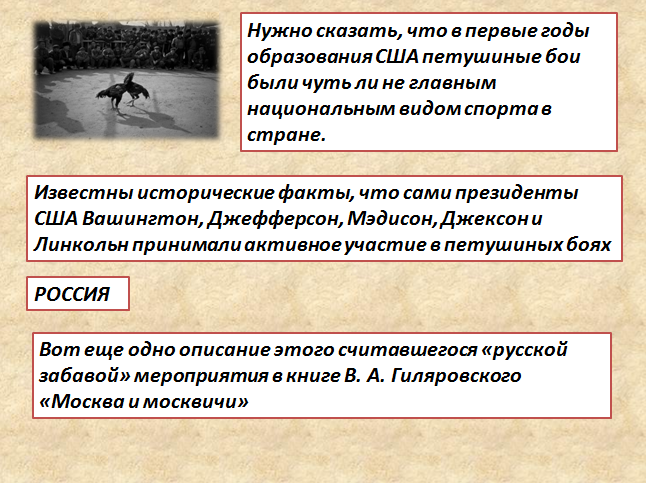 Нужно сказать, что в первые годы
образования США петушиные бои
были чуть ли не главным
национальным видом спорта в
стране.
Известны исторические факты, что сами президенты
США Вашингтон, Джефферсон, Мэдисон, Джексон и
Линкольн принимали активное участие в петушиных боях
РОССИЯ
Вот еще одно описание этого считавшегося «русской
забавой» мероприятия в книге В. А. Гиляровского
«Москва и москвичи»